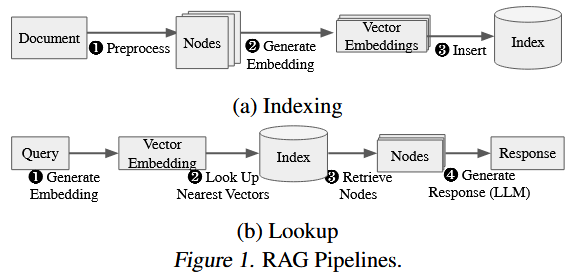 Document
❶ Preprocess
Nodes
❷ Generate
Embedding
Vector
Embeddings
❸ Insert
Index
(a) Indexing
Query
❶ Generate
Embedding
Vector
Embedding
❷ Look Up
Nearest Vectors
Index
❸ Retrieve
Nodes
Nodes
❹ Generate
Response (LLM)
Response
(b) Lookup
Figure 1. RAG Pipelines.